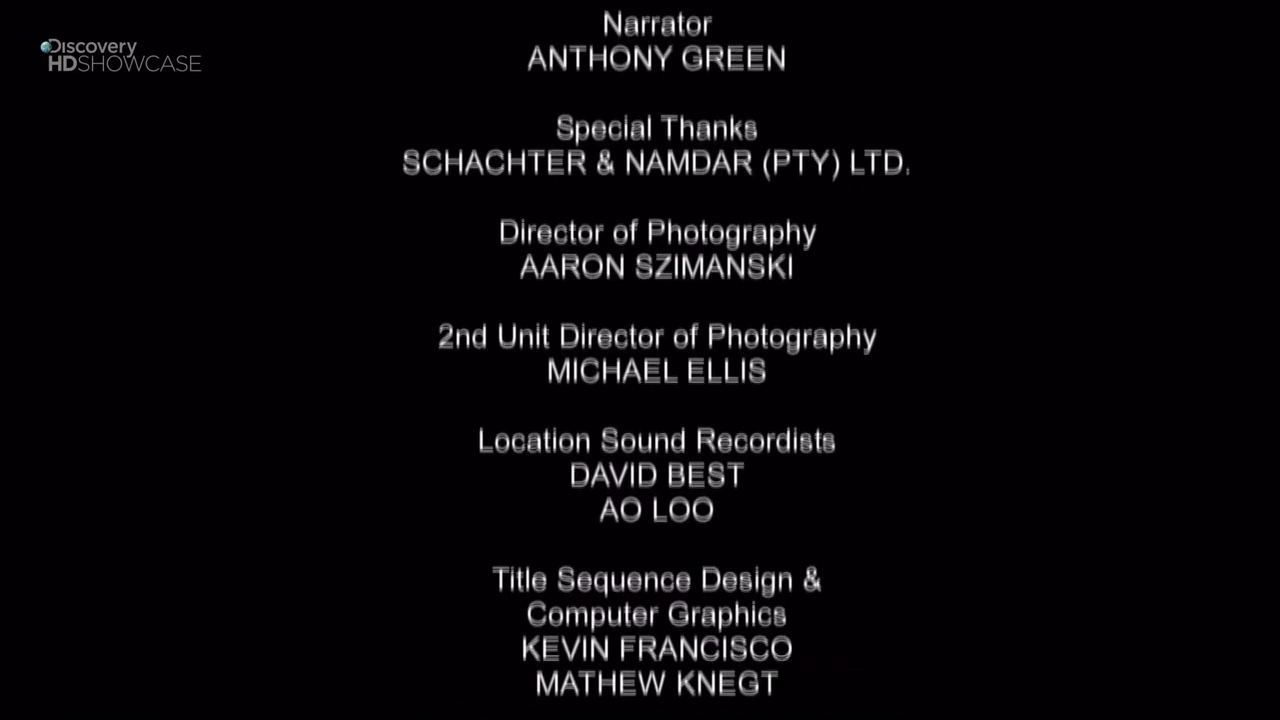 Discovery
HDSHOWCASE
Narrator
ANTHONY GREEN
Special Thanks
SCHACHTER & NAMDAR (PTY) LTD.
Director of Photography
AARON SZIMANSKI
2nd Unit Director of Photography
MICHAEL ELLIS
Location Sound Recordists
DAVID BEST
AO LOO
Title Sequence Design &
Computer Graphics
KEVIN FRANCISCO
MATHEW KNEGT